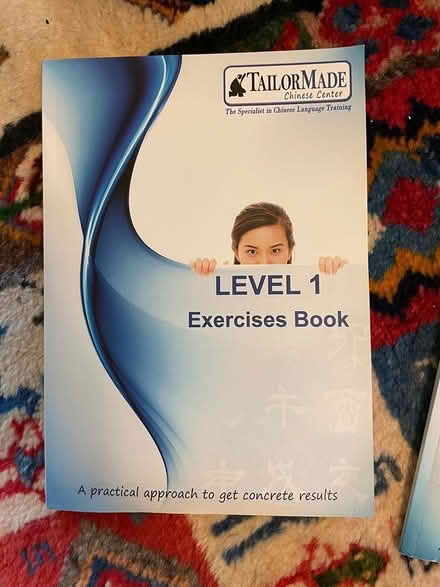 TAILORMADE
Chinese Center
The Specialist in Chinese Language Training
LEVEL 1
Exercises Book
A practical approach to get concrete results